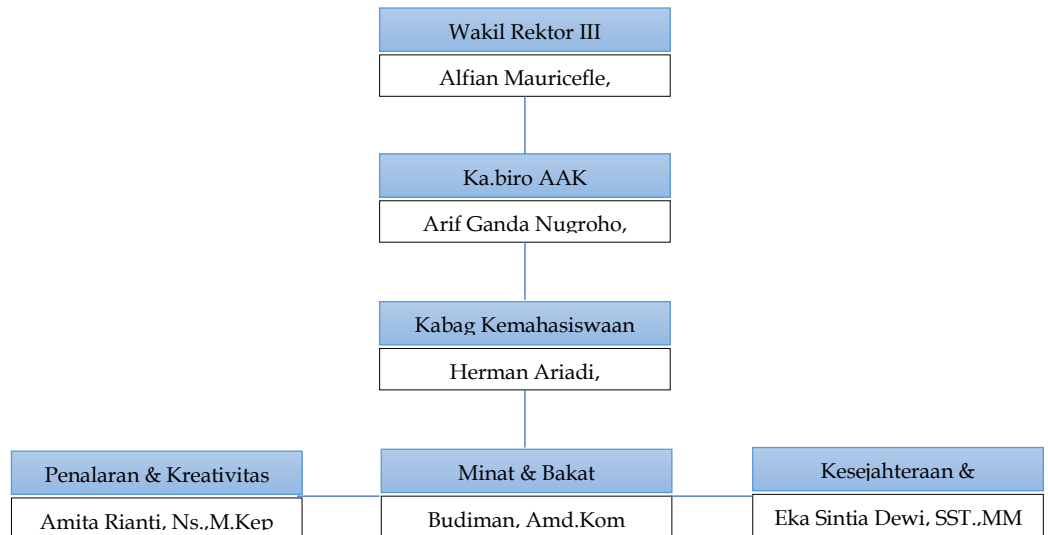 Wakil Rektor III
Alfian Mauricefle,
Ka.biro AAK
Arif Ganda Nugroho,
Kabag Kemahasiswaan
Herman Ariadi,
Penalaran & Kreativitas
Amita Rianti, Ns.,M.Kep
Minat & Bakat
Budiman, Amd.Kom
Kesejahteraan &
Eka Sintia Dewi, SST.,MM